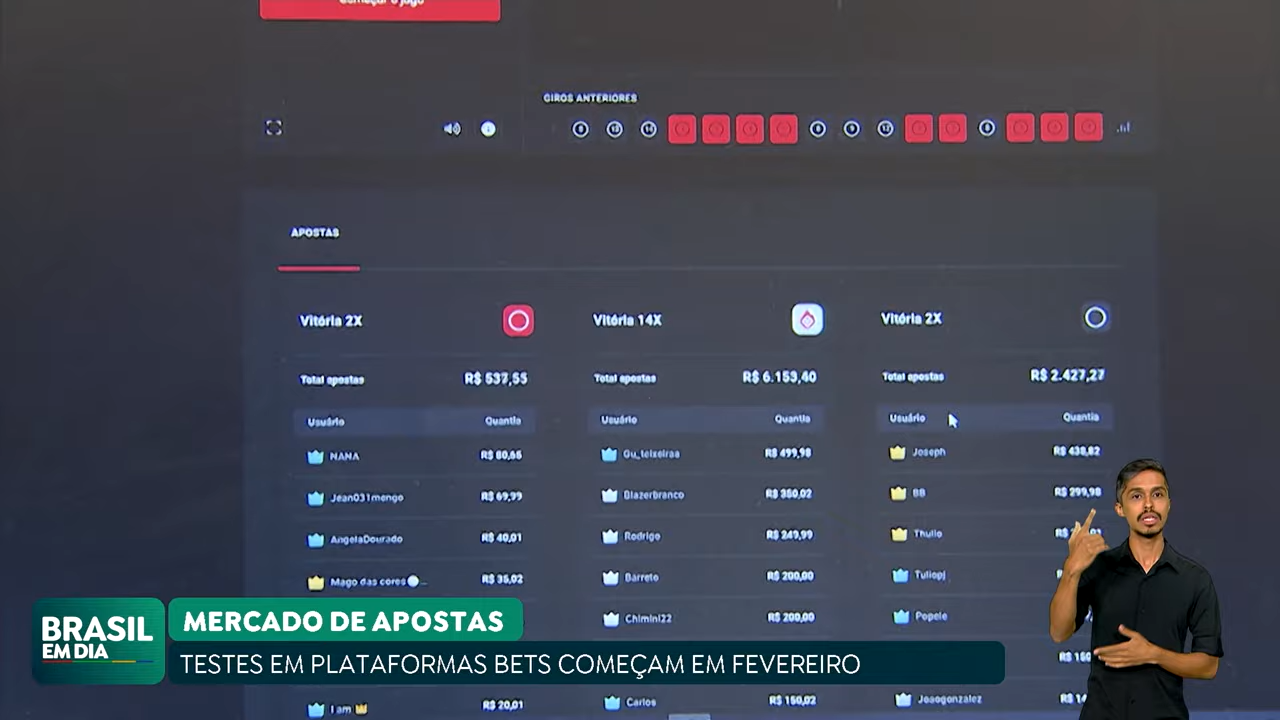 Começar o jogo
GIROS ANTERIORES
APOSTAS
Vitória 2X
Vitória 14X
Vitória 2X
Total apostas R$ 537,55
Total apostas R$ 6.153,40
Total apostas R$ 2.427,27
Usuário Quantia
Usuário Quantia
Usuário Quantia
NANA R$ 80,65
Gu_teixeiraa R$ 499,98
Joseph R$ 438,82
Jean031mengo R$ 69,99
Blazerbranco R$ 350,02
BB R$ 299,98
AngelaDourado R$ 40,01
Rodrigo R$ 249,99
Thulio
Mago das cores R$ 35,02
Barreto R$ 200,00
Tuliopj
Chimini22 R$ 200,00
Popele
BRASIL
EM DIA
MERCADO DE APOSTAS
TESTES EM PLATAFORMAS BETS COMEÇAM EM FEVEREIRO
I am R$ 20,01
Carlos R$ 150,02
Joaogonzalez